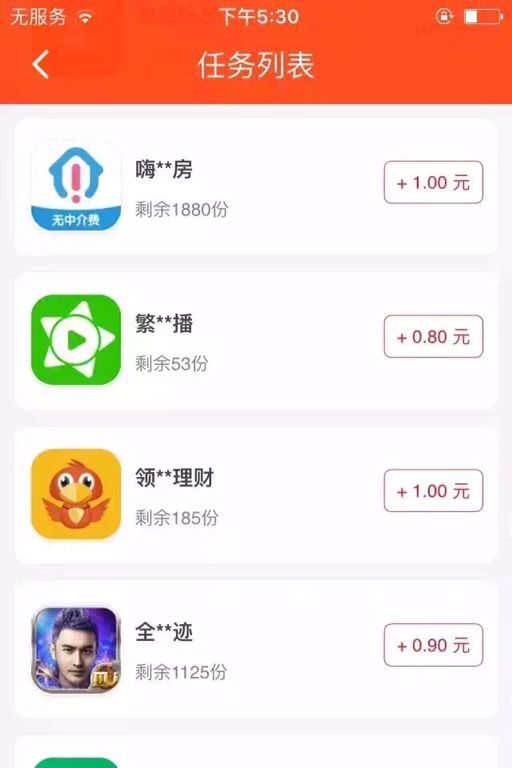 无服务 下午5:30
任务列表
嗨**房
+ 1.00 元
剩余1880份
无中介费
繁**播
+ 0.80 元
剩余53份
领**理财
+ 1.00 元
剩余185份
全**迹
+ 0.90 元
剩余1125份
MU